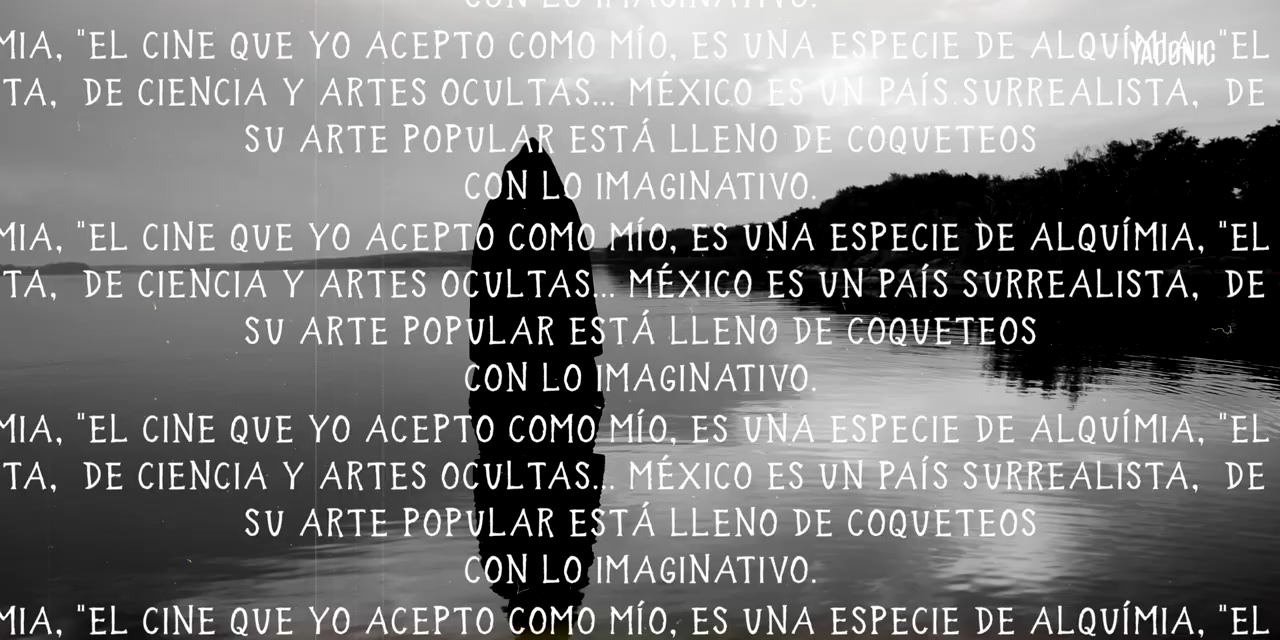 CON LO IMAGINATIVO.
MIA, "EL CINE QUE YO ACEPTO COMO MÍO, ES UNA ESPECIE DE ALQUÍMIA, "EL
YACONIC
TA, DE CIENCIA Y ARTES OCULTAS... MÉXICO ES UN PAÍS SURREALISTA, DE
SU ARTE POPULAR ESTÁ LLENO DE COQUETEOS
CON LO IMAGINATIVO.
MIA, "EL CINE QUE YO ACEPTO COMO MÍO, ES UNA ESPECIE DE ALQUÍMIA, "EL
TA, DE CIENCIA Y ARTES OCULTAS... MÉXICO ES UN PAÍS SURREALISTA, DE
SU ARTE POPULAR ESTÁ LLENO DE COQUETEOS
CON LO IMAGINATIVO.
MIA, "EL CINE QUE YO ACEPTO COMO MÍO, ES UNA ESPECIE DE ALQUÍMIA, "EL
TA, DE CIENCIA Y ARTES OCULTAS... MÉXICO ES UN PAÍS SURREALISTA, DE
SU ARTE POPULAR ESTÁ LLENO DE COQUETEOS
CON LO IMAGINATIVO.
MIA, "EL CINE QUE YO ACEPTO COMO MÍO, ES UNA ESPECIE DE ALQUÍMIA, "EL